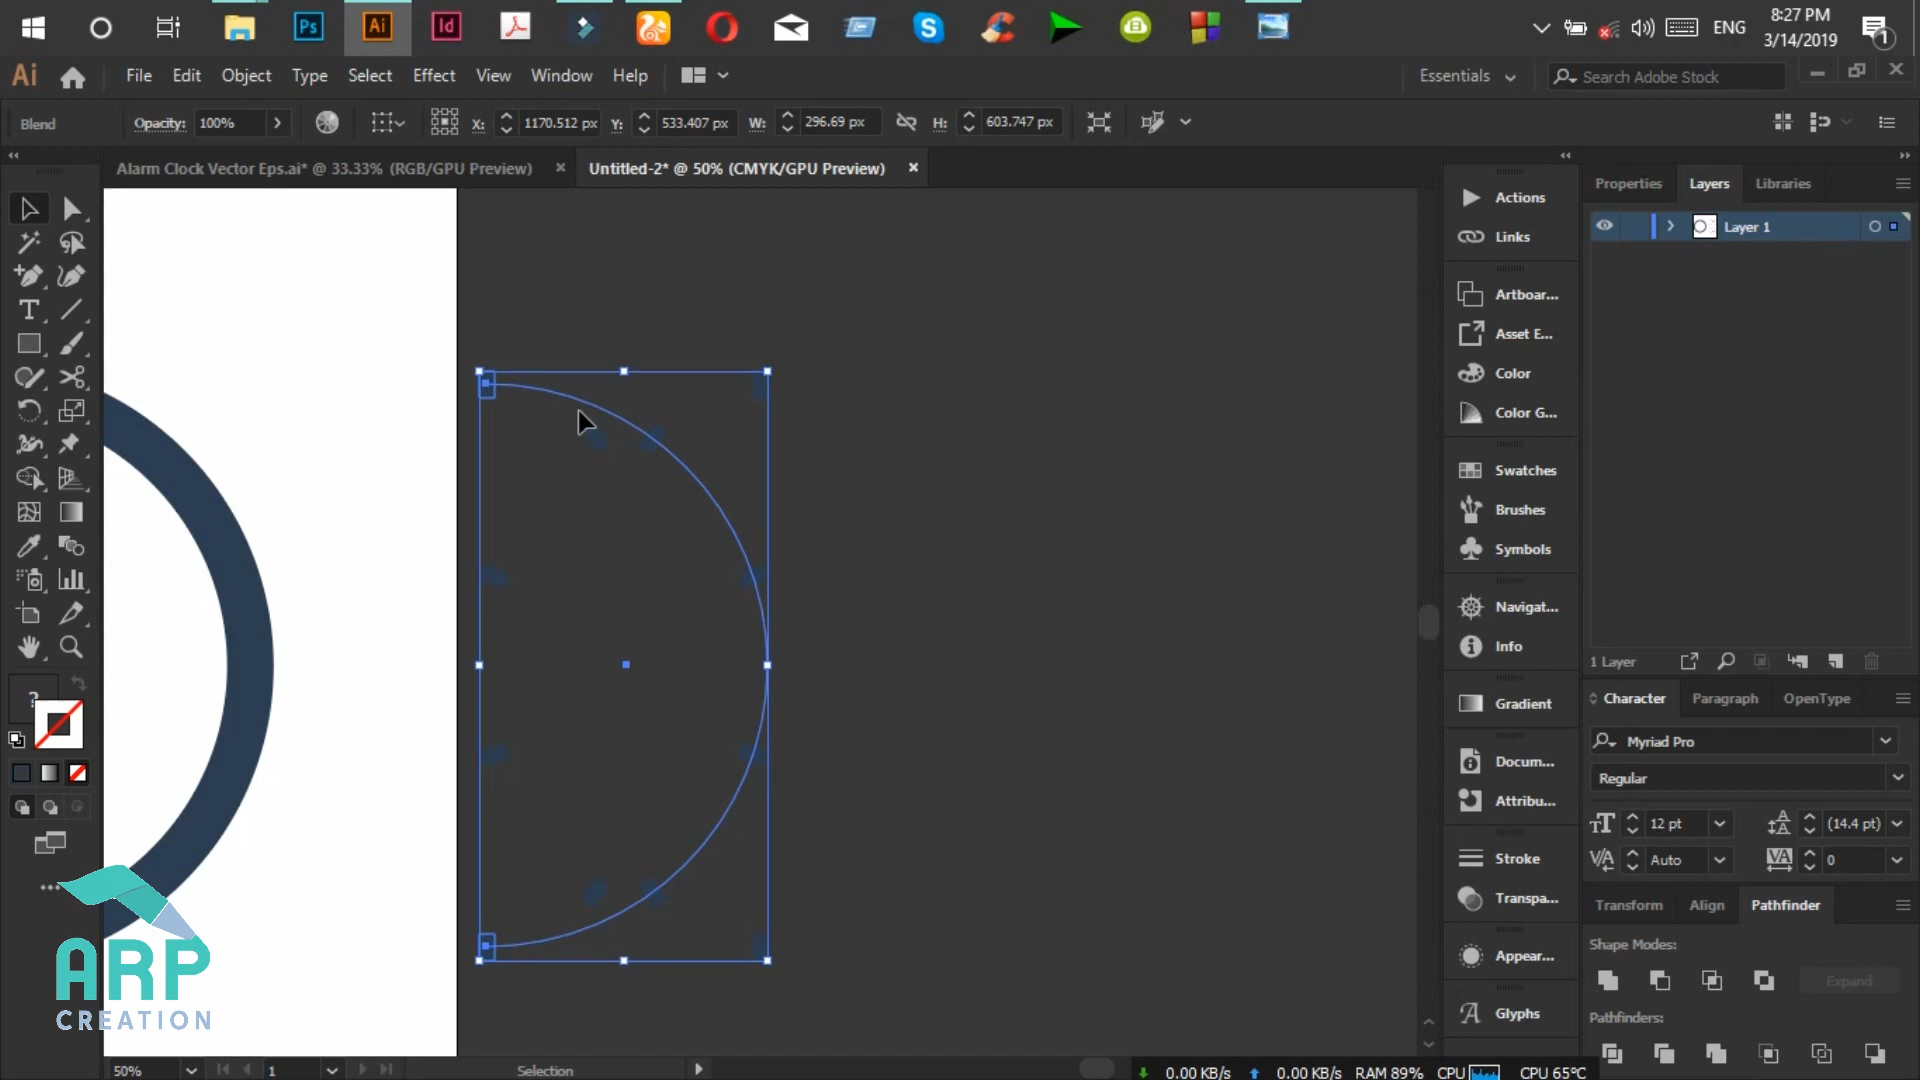 Ps
Ai
Id
S
B
ENG
8:27 PM
3/14/2019
1
Ai
File Edit Object Type Select Effect View Window Help
Essentials
Search Adobe Stock
Blend
Opacity: 100%
X: 1170.512 px
Y: 533.407 px
W: 296.69 px
H: 603.747 px
Alarm Clock Vector Eps.ai* @ 33.33% (RGB/GPU Preview)
Untitled-2* @ 50% (CMYK/GPU Preview)
Actions
Links
Artboar...
Asset E...
Color
Color G...
Swatches
Brushes
Symbols
Navigat...
Info
Gradient
Docum...
Attribu...
Stroke
Transpa...
Appear...
Glyphs
Properties Layers Libraries
Layer 1
1 Layer
Character Paragraph OpenType
Myriad Pro
Regular
12 pt (14.4 pt)
Auto 0
Transform Align Pathfinder
Shape Modes:
Expand
Pathfinders:
?
ARP
CREATION
50%
1
Selection
0.00 KB/s 0.00 KB/s RAM 89% CPU CPU 65°C